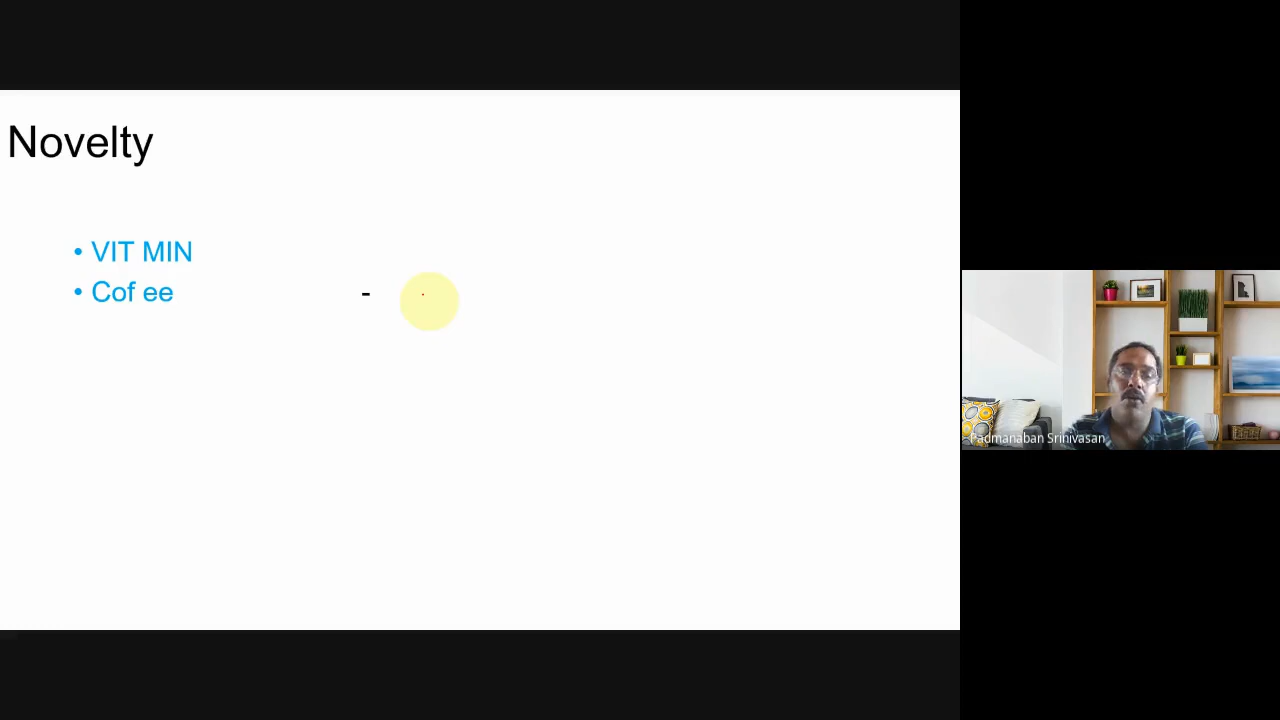 Novelty
• VIT MIN
• Cof ee -
Padmanaban Srinivasan